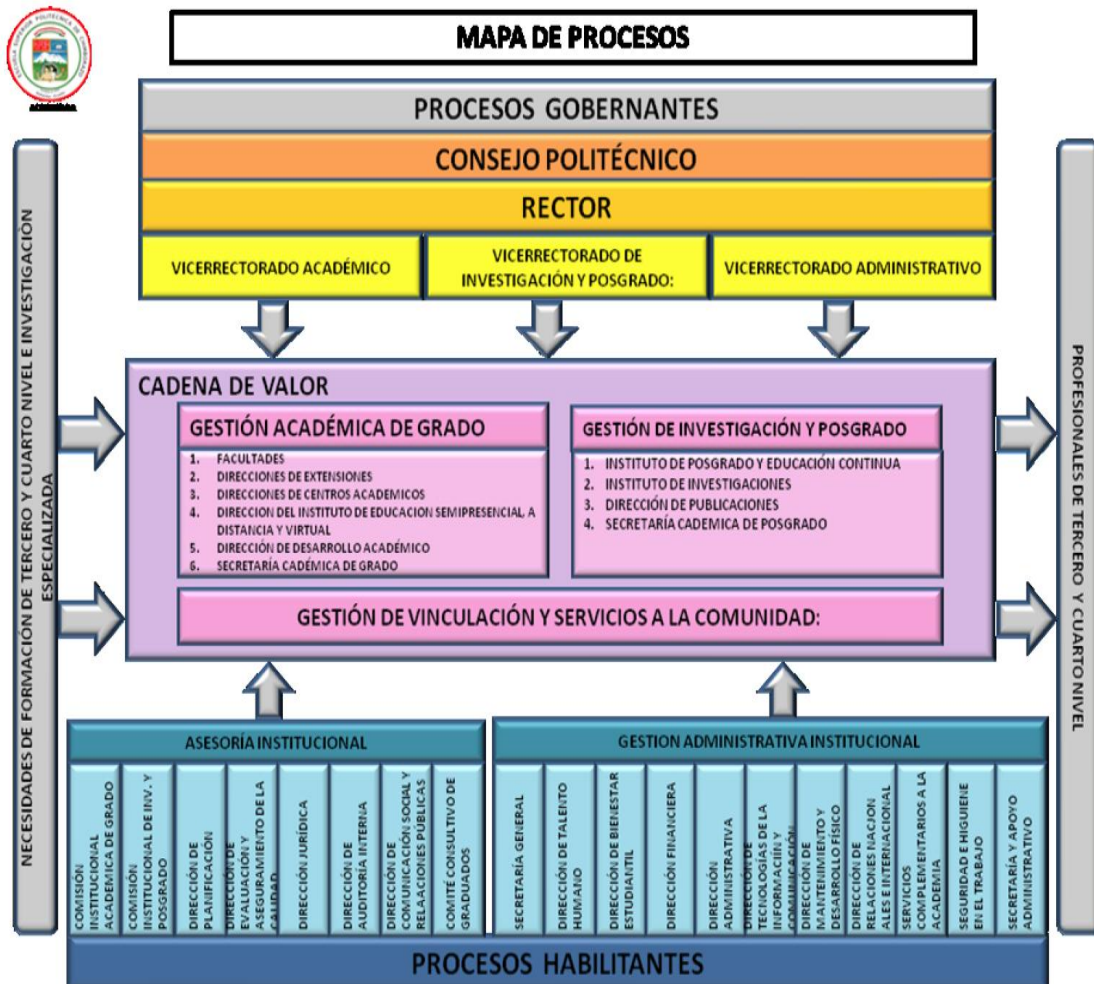 ESCUELA SUPERIOR POLITECNICA DE CHIMBORAZO
MAPA DE PROCESOS
PROCESOS GOBERNANTES
CONSEJO POLITÉCNICO
RECTOR
VICERRECTORADO ACADÉMICO
VICERRECTORADO DE
INVESTIGACIÓN Y POSGRADO:
VICERRECTORADO ADMINISTRATIVO
NECESIDADES DE FORMACIÓN DE TERCERO Y CUARTO NIVEL E INVESTIGACIÓN
ESPECIALIZADA
CADENA DE VALOR
GESTIÓN ACADÉMICA DE GRADO
1. FACULTADES
2. DIRECCIONES DE EXTENSIONES
3. DIRECCIONES DE CENTROS ACADEMICOS
4. DIRECCION DEL INSTITUTO DE EDUCACION SEMIPRESENCIAL, A
DISTANCIA Y VIRTUAL
5. DIRECCIÓN DE DESARROLLO ACADÉMICO
6. SECRETARÍA CADÉMICA DE GRADO
GESTIÓN DE INVESTIGACIÓN Y POSGRADO
1. INSTITUTO DE POSGRADO Y EDUCACIÓN CONTINUA
2. INSTITUTO DE INVESTIGACIONES
3. DIRECCIÓN DE PUBLICACIONES
4. SECRETARÍA CADEMICA DE POSGRADO
GESTIÓN DE VINCULACIÓN Y SERVICIOS A LA COMUNIDAD:
PROFESIONALES DE TERCERO Y CUARTO NIVEL
ASESORÍA INSTITUCIONAL
COMISIÓN
INSTITUCIONAL
ACADEMICA DE GRADO
COMISIÓN
INSTITUCIONAL DE INV. Y
POSGRADO
DIRECCIÓN DE
PLANIFICACIÓN
DIRECCIÓN DE
EVALUACIÓN Y
ASEGURAMIENTO DE LA
CALIDAD
DIRECCIÓN JURÍDICA
DIRECCIÓN DE
AUDITORÍA INTERNA
DIRECCIÓN DE
COMUNICACIÓN SOCIAL Y
RELAACIONES PÚBLICAS
COMITÉ CONSULTIVO DE
GRADUADOS
GESTION ADMINISTRATIVA INSTITUCIONAL
SECRETARÍA GENERAL
DIRECCIÓN DE TALENTO
HUMANO
DIRECCIÓN DE BIENESTAR
ESTUDIANTIL
DIRECCIÓN FINANCIERA
DIRECCIÓN
ADMINISTRATIVA
DIRECCIÓN DE
TECNOLOGÍAS DE LA
INFORMACIÍN Y
COMUNICACIÓN
DIRECCIÓN DE
MANTENIMIENTO Y
DESARROLLO FÍSICO
DIRECCIÓN DE
RELACIONES NACION
ALES E INTERNACIONAL
SERVICIOS
COMPLEMENTARIOS A LA
ACADEMIA
SEGURIDAD E HIGUIENE
EN EL TRABAJO
SECRETARÍA Y APOYO
ADMINISTRATIVO
PROCESOS HABILITANTES